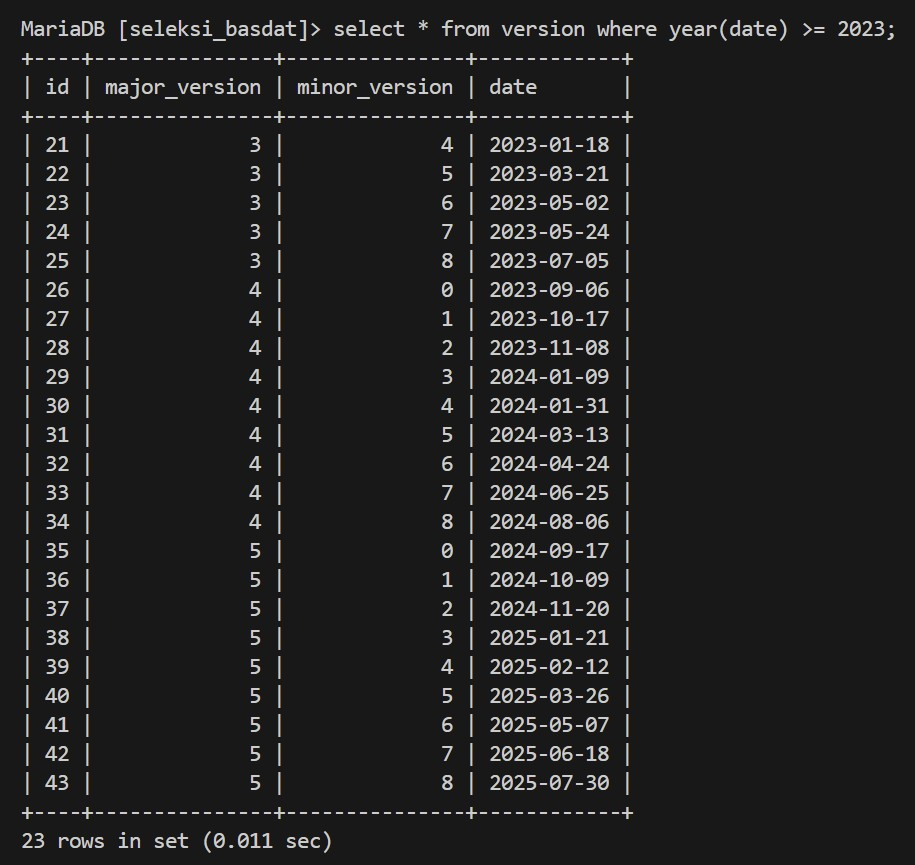 MariaDB [seleksi_basdat]> select * from version where year(date) >= 2023;
+----+---------------+---------------+------------+
| id | major_version | minor_version | date       |
+----+---------------+---------------+------------+
| 21 |             3 |             4 | 2023-01-18 |
| 22 |             3 |             5 | 2023-03-21 |
| 23 |             3 |             6 | 2023-05-02 |
| 24 |             3 |             7 | 2023-05-24 |
| 25 |             3 |             8 | 2023-07-05 |
| 26 |             4 |             0 | 2023-09-06 |
| 27 |             4 |             1 | 2023-10-17 |
| 28 |             4 |             2 | 2023-11-08 |
| 29 |             4 |             3 | 2024-01-09 |
| 30 |             4 |             4 | 2024-01-31 |
| 31 |             4 |             5 | 2024-03-13 |
| 32 |             4 |             6 | 2024-04-24 |
| 33 |             4 |             7 | 2024-06-25 |
| 34 |             4 |             8 | 2024-08-06 |
| 35 |             5 |             0 | 2024-09-17 |
| 36 |             5 |             1 | 2024-10-09 |
| 37 |             5 |             2 | 2024-11-20 |
| 38 |             5 |             3 | 2025-01-21 |
| 39 |             5 |             4 | 2025-02-12 |
| 40 |             5 |             5 | 2025-03-26 |
| 41 |             5 |             6 | 2025-05-07 |
| 42 |             5 |             7 | 2025-06-18 |
| 43 |             5 |             8 | 2025-07-30 |
+----+---------------+---------------+------------+
23 rows in set (0.011 sec)